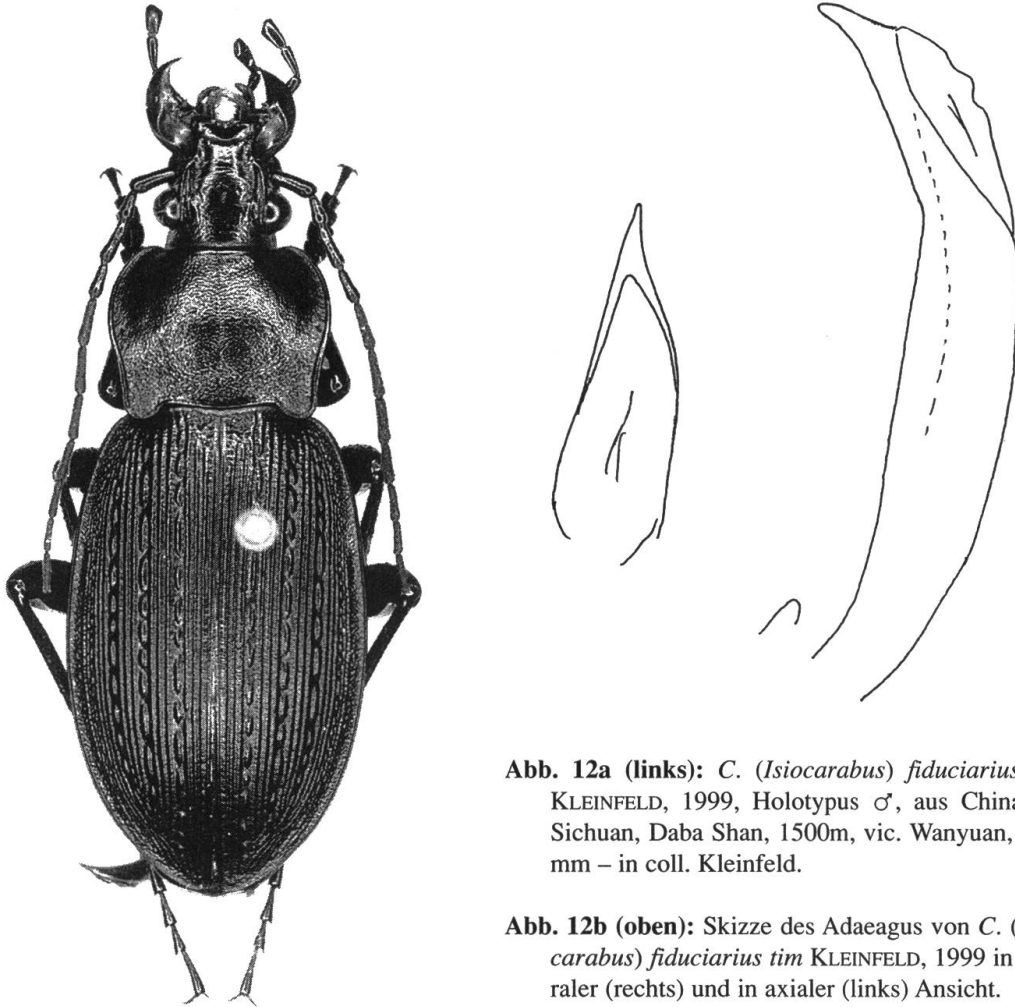 Abb. 12a (links): C. (Isiocarabus) fiduciarius
KLEINFELD, 1999, Holotypus ♂, aus China
Sichuan, Daba Shan, 1500m, vic. Wanyuan,
mm – in coll. Kleinfeld.
Abb. 12b (oben): Skizze des Adaeagus von C. (
carabus) fiduciarius tim KLEINFELD, 1999 in
raler (rechts) und in axialer (links) Ansicht.